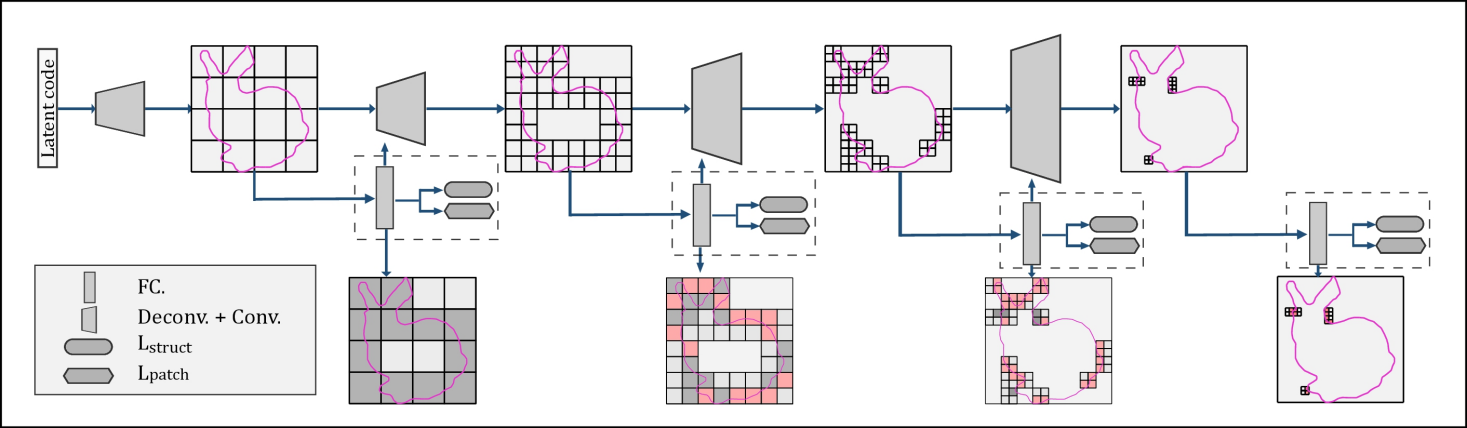 Latent code
FC.
Deconv. + Conv.
Lstruct
Lpatch